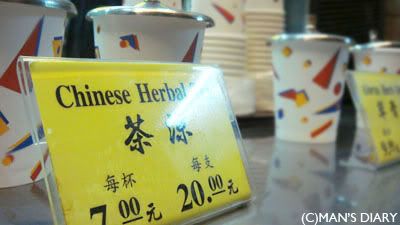 Chinese Herbal
茶 涼
每杯 每支
7.00元 20.00元
(C)MAN'S DIARY